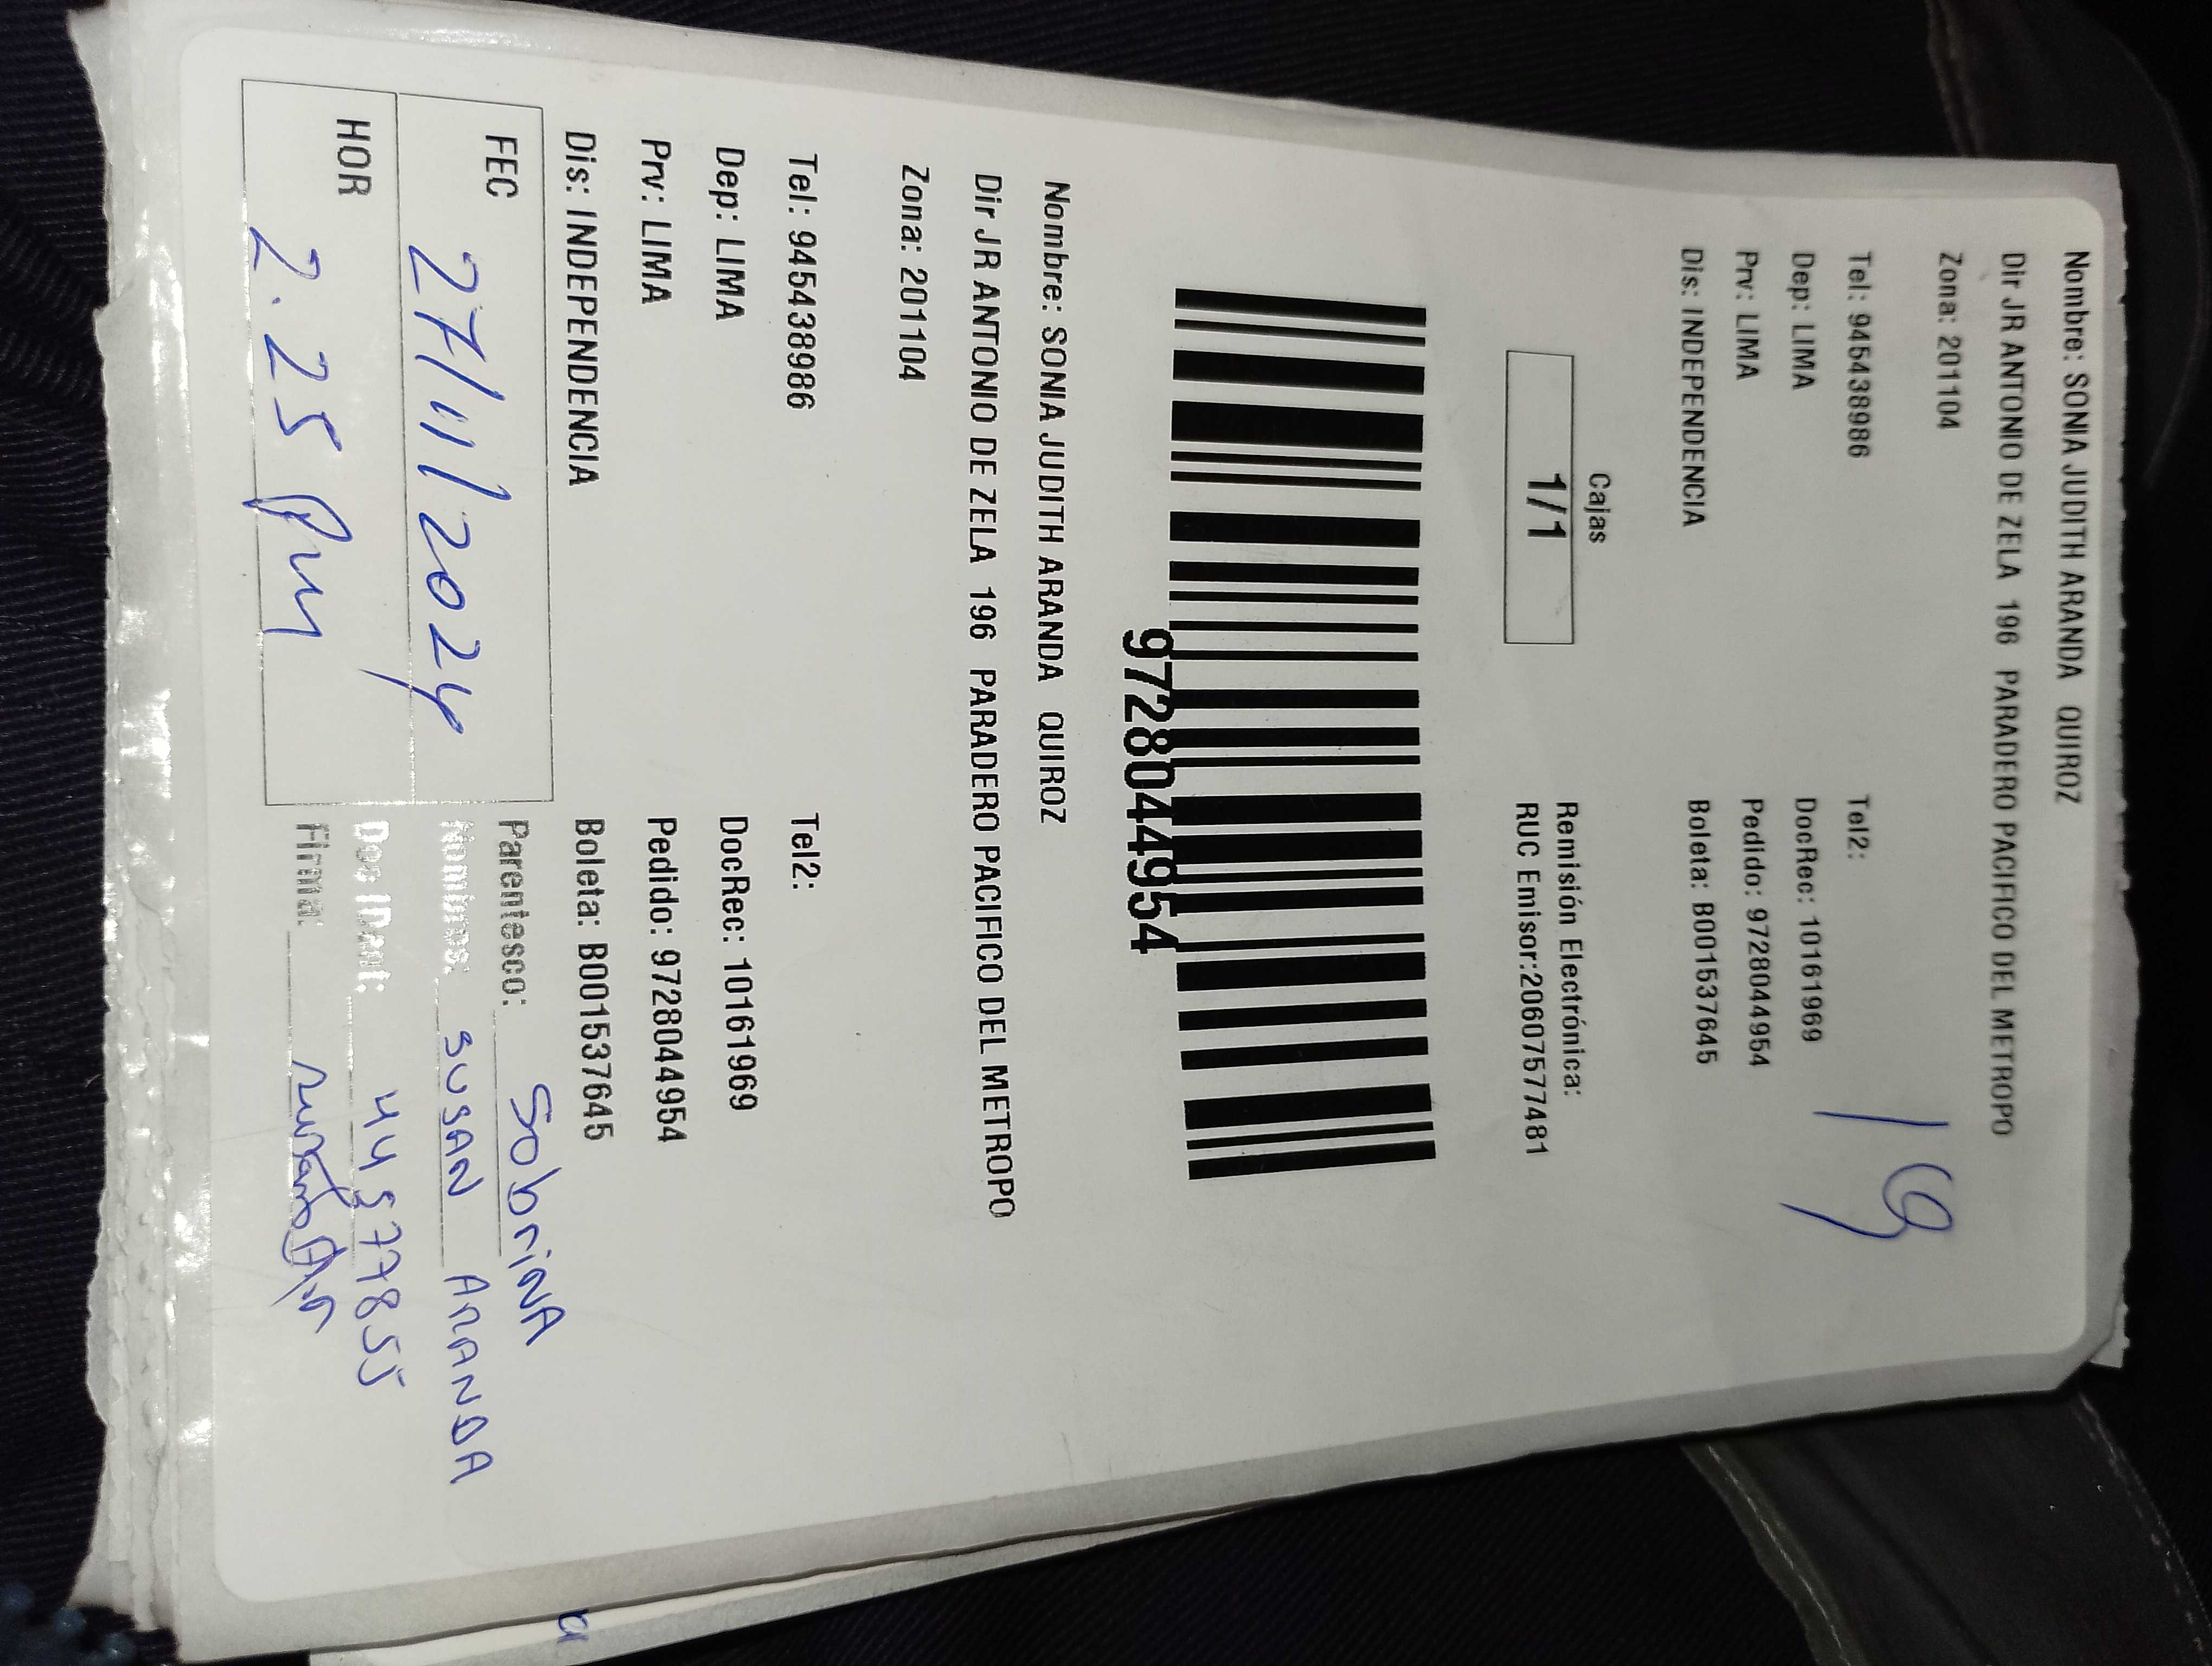 Nombre: SONIA JUDITH ARANDA QUIROZ
Dir JR ANTONIO DE ZELA 196 PARADERO PACIFICO DEL METROPO
Zona: 201104
19
Tel: 945438986 Tel2:
Dep: LIMA DocRec: 10161969
Prv: LIMA Pedido: 9728044954
Dis: INDEPENDENCIA Boleta: B001537645
Cajas Remisión Electrónica:
1/1 RUC Emisor:20607577481
9728044954
Nombre: SONIA JUDITH ARANDA QUIROZ
Dir JR ANTONIO DE ZELA 196 PARADERO PACIFICO DEL METROPO
Zona: 201104
Tel: 945438986 Tel2:
Dep: LIMA DocRec: 10161969
Prv: LIMA Pedido: 9728044954
Dis: INDEPENDENCIA Boleta: B001537645
FEC 27/11/2024 Parentesco: SobriNA
Nombres: SUSAN ARANDA
HOR 2.25 PM Doc IDent: 44577855
Firma: